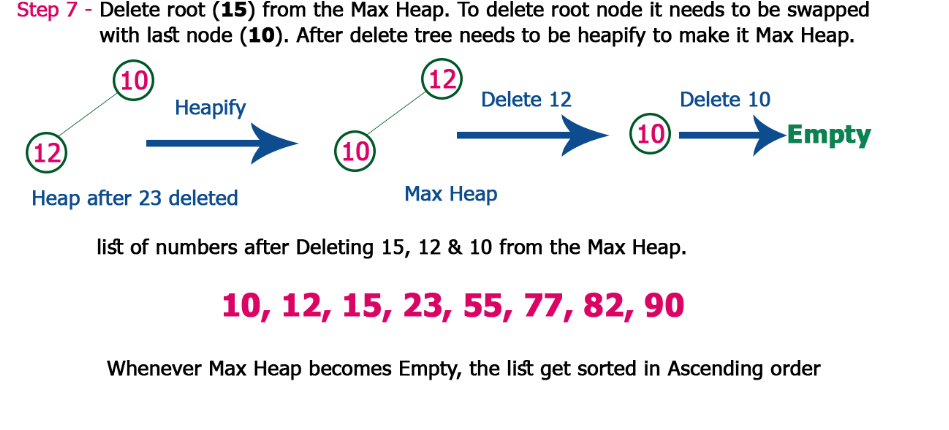 Step 7 - Delete root (15) from the Max Heap. To delete root node it needs to be swapped
with last node (10). After delete tree needs to be heapify to make it Max Heap.
10
12
Heapify
12
10
Delete 12
10
Delete 10
Empty
Heap after 23 deleted
Max Heap
list of numbers after Deleting 15, 12 & 10 from the Max Heap.
10, 12, 15, 23, 55, 77, 82, 90
Whenever Max Heap becomes Empty, the list get sorted in Ascending order